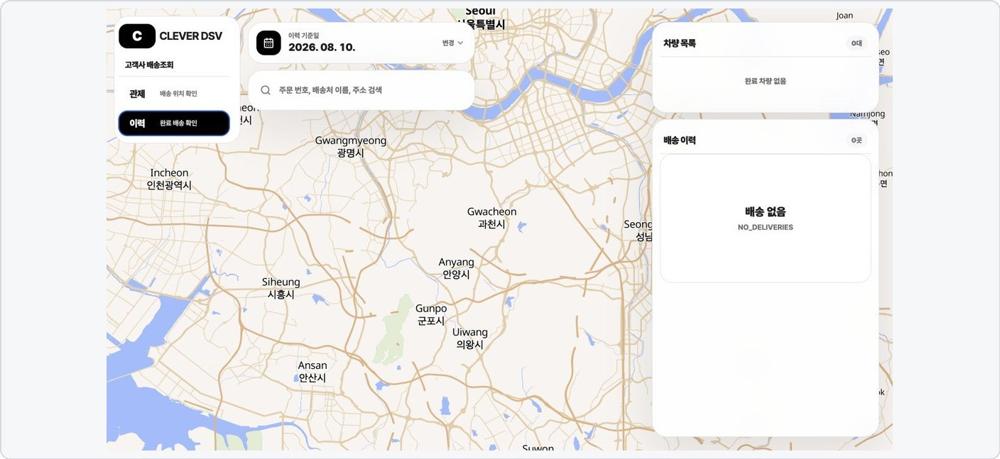 C CLEVER DSV
고객사 배송조회
관제 배송 위치 확인
이력 완료 배송 확인
이력 기준일
2026. 08. 10.
변경
주문 번호, 배송처 이름, 주소 검색
차량 목록 0대
완료 차량 없음
배송 이력 0곳
배송 없음
NO_DELIVERIES
Seoul
서울특별시
Joan
Namjong
Gwangmyeong
광명시
Incheon
인천광역시
Gwacheon
과천시
Seong
성남
Anyang
안양시
Siheung
시흥시
Gunpo
군포시
Uiwang
의왕시
Ansan
안산시
Suwon